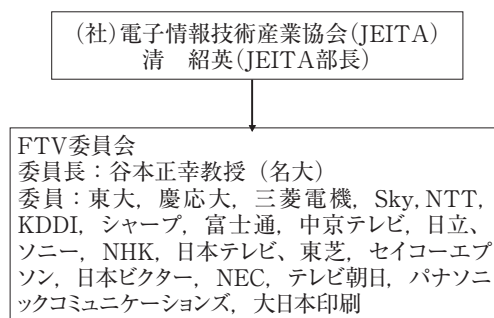 (社)電子情報技術産業協会(JEITA)
清　紹英(JEITA部長)
FTV委員会
委員長：谷本正幸教授（名大）
委員：東大，慶応大，三菱電機，Sky, NTT,
KDDI，シャープ，富士通，中京テレビ，日立、
ソニー，NHK，日本テレビ、東芝，セイコーエプ
ソン，日本ビクター，NEC，テレビ朝日，パナソニ
ックコミュニケーションズ，大日本印刷